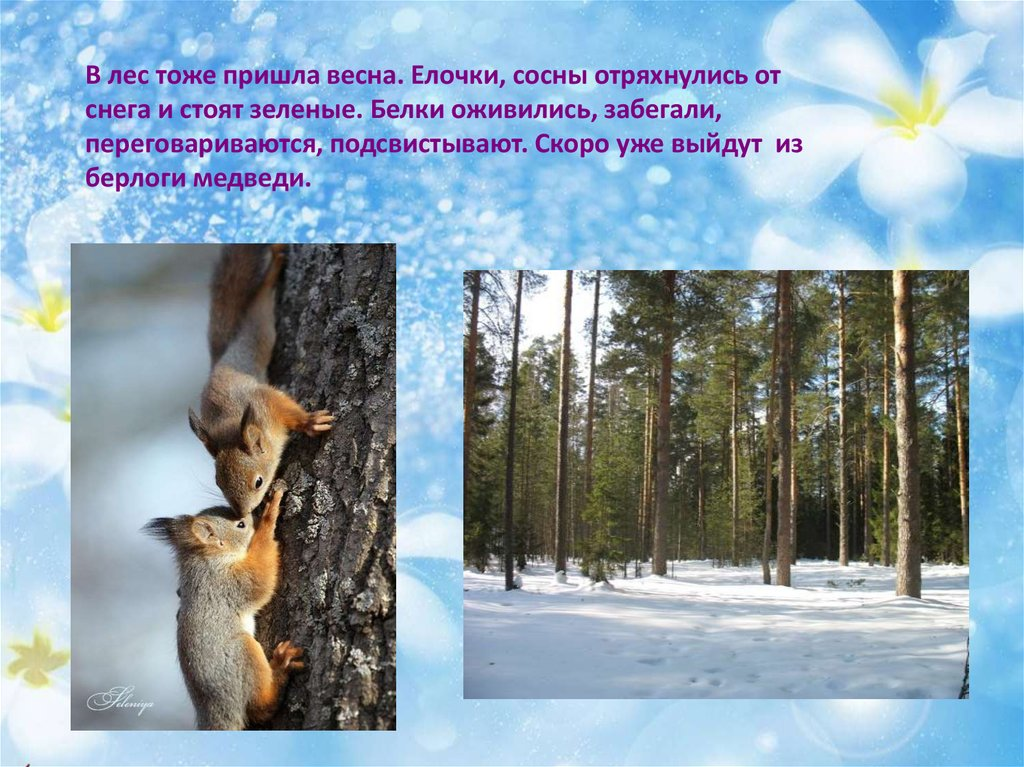 В лес тоже пришла весна. Елочки, сосны отряхнулись от
снега и стоят зеленые. Белки оживились, забегали,
переговариваются, подсвистывают. Скоро уже выйдут  из
берлоги медведи.
Seleniya